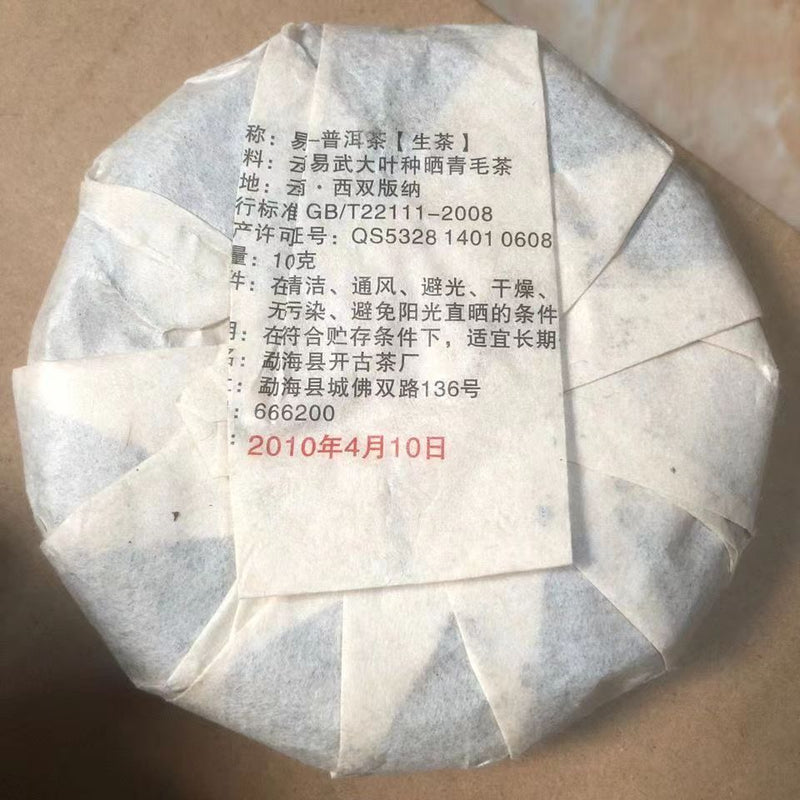 称：易-普洱茶【生茶】
料：云易武大叶种晒青毛茶
地：云·西双版纳
行标准 GB/T22111-2008
产许可证号：QS5328 1401 0608
量：10克
件：在清洁、通风、避光、干燥、
无污染、避免阳光直晒的条件
期：在符合贮存条件下，适宜长期
名：勐海县开古茶厂
勐海县城佛双路136号
：666200
：2010年4月10日